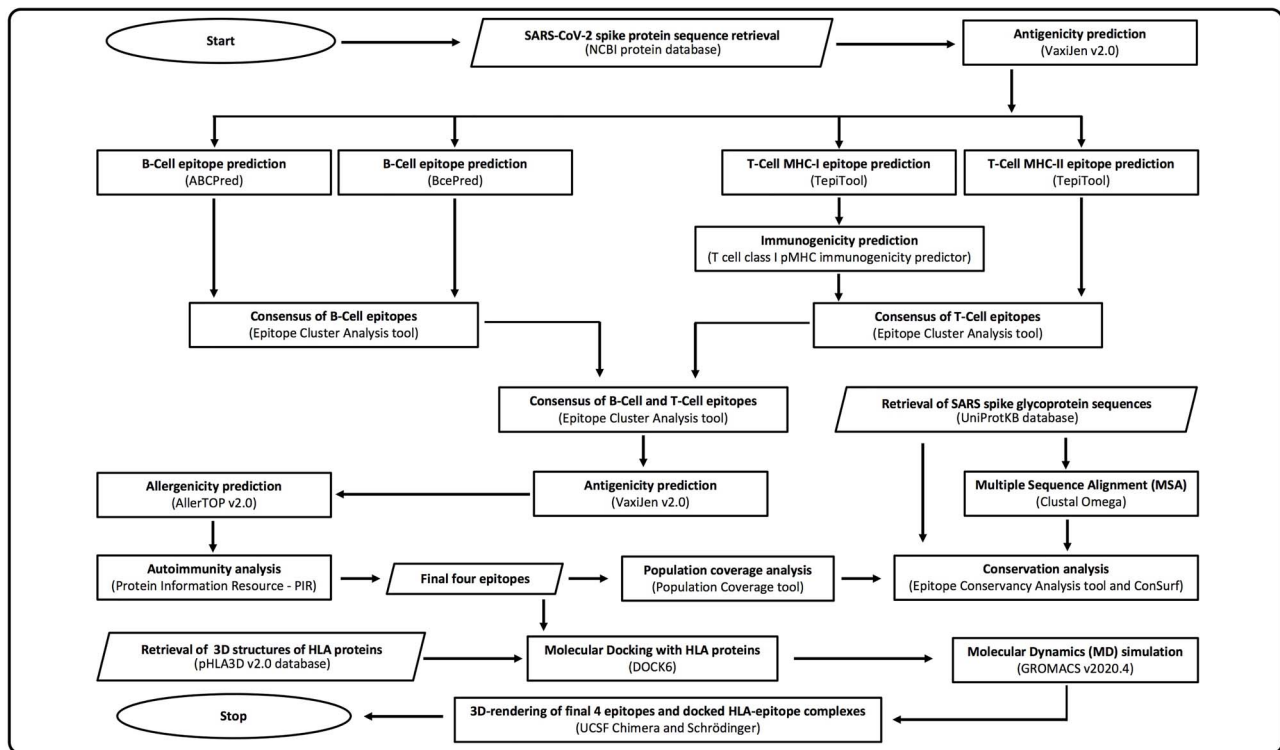 Start
SARS-CoV-2 spike protein sequence retrieval
(NCBI protein database)
Antigenicity prediction
(VaxiJen v2.0)
B-Cell epitope prediction
(ABCPred)
B-Cell epitope prediction
(BcePred)
T-Cell MHC-I epitope prediction
(TepiTool)
T-Cell MHC-II epitope prediction
(TepiTool)
Immunogenicity prediction
(T cell class I pMHC immunogenicity predictor)
Consensus of B-Cell epitopes
(Epitope Cluster Analysis tool)
Consensus of T-Cell epitopes
(Epitope Cluster Analysis tool)
Consensus of B-Cell and T-Cell epitopes
(Epitope Cluster Analysis tool)
Retrieval of SARS spike glycoprotein sequences
(UniProtKB database)
Allergenicity prediction
(AllerTOP v2.0)
Antigenicity prediction
(VaxiJen v2.0)
Multiple Sequence Alignment (MSA)
(Clustal Omega)
Autoimmunity analysis
(Protein Information Resource - PIR)
Final four epitopes
Population coverage analysis
(Population Coverage tool)
Conservation analysis
(Epitope Conservancy Analysis tool and ConSurf)
Retrieval of 3D structures of HLA proteins
(pHLA3D v2.0 database)
Molecular Docking with HLA proteins
(DOCK6)
Molecular Dynamics (MD) simulation
(GROMACS v2020.4)
Stop
3D-rendering of final 4 epitopes and docked HLA-epitope complexes
(UCSF Chimera and Schrödinger)